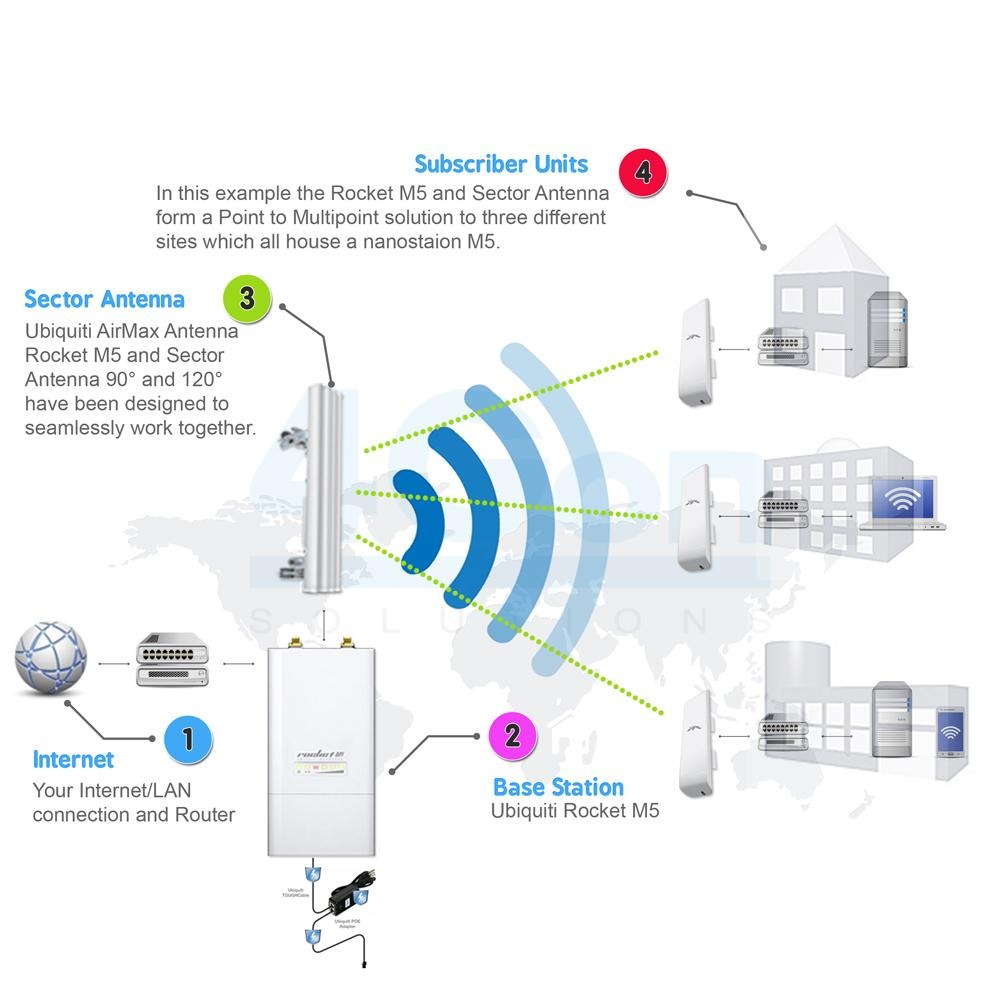 Subscriber Units
4
In this example the Rocket M5 and Sector Antenna
form a Point to Multipoint solution to three different
sites which all house a nanostaion M5.
Sector Antenna
3
Ubiquiti AirMax Antenna
Rocket M5 and Sector
Antenna 90° and 120°
have been designed to
seamlessly work together.
4Gon
SOLUTIONS
1
Internet
Your Internet/LAN
connection and Router
2
Base Station
Ubiquiti Rocket M5
rocket M5
Ubiquiti
TOUGHCable
Ubiquiti POE
Adapter